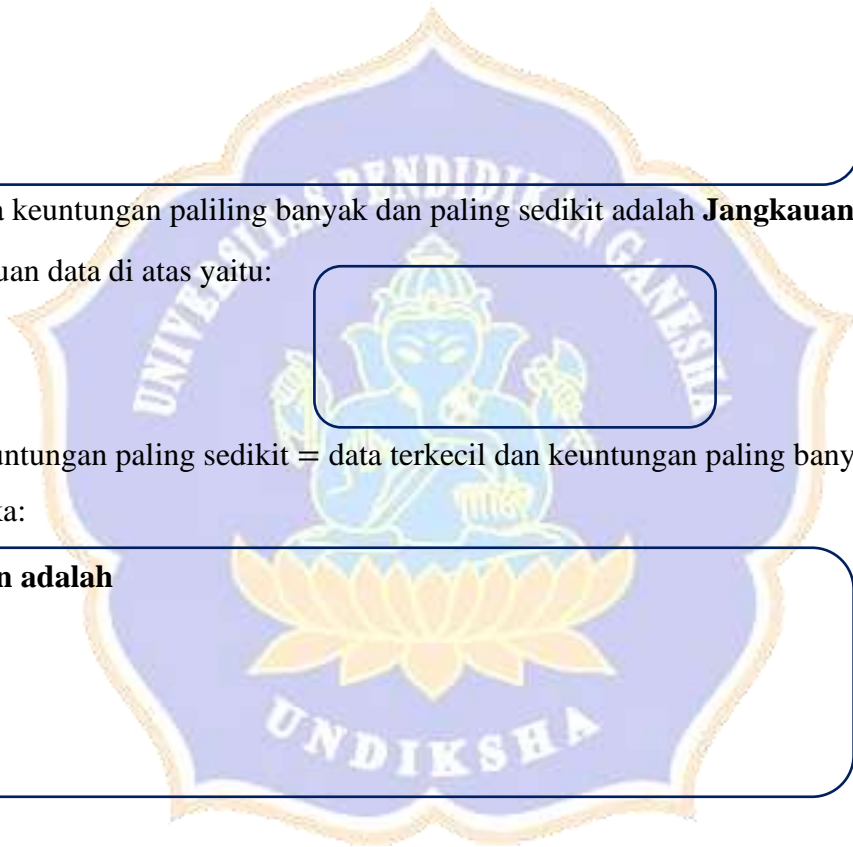 a keuntungan paliling banyak dan paling sedikit adalah Jangkauan
uan data di atas yaitu:
untungan paling sedikit = data terkecil dan keuntungan paling bany
ka:
n adalah
UNIVERSITAS PENDIDIKAN GANESHA
UNDIKSHA